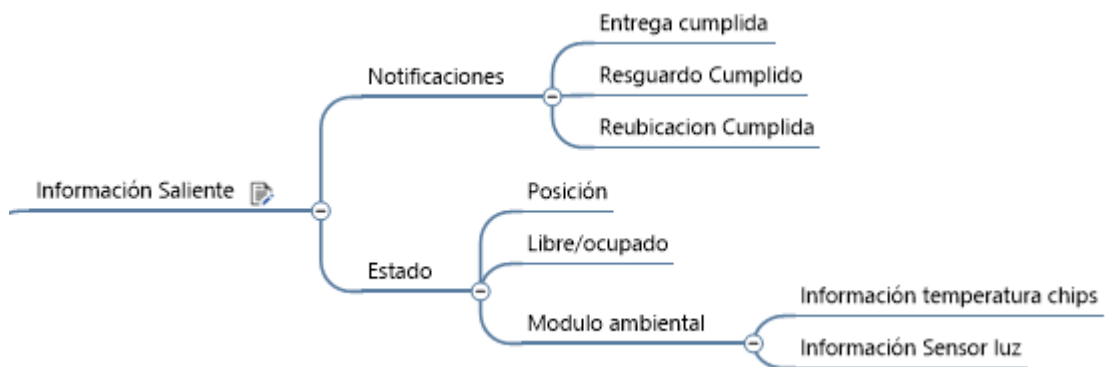 Información Saliente
Notificaciones
Entrega cumplida
Resguardo Cumplido
Reubicacion Cumplida
Estado
Posición
Libre/ocupado
Modulo ambiental
Información temperatura chips
Información Sensor luz